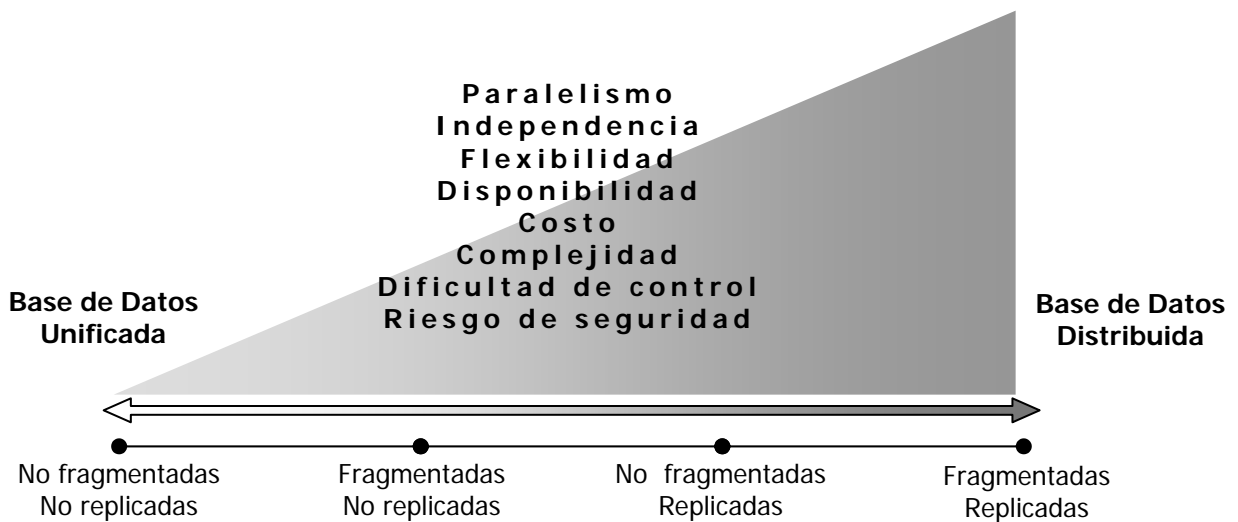 Paralelismo
Independencia
Flexibilidad
Disponibilidad
Costo
Complejidad
Dificultad de control
Riesgo de seguridad
Base de Datos
Unificada
Base de Datos
Distribuida
No fragmentadas
No replicadas
Fragmentadas
No replicadas
No fragmentadas
Replicadas
Fragmentadas
Replicadas